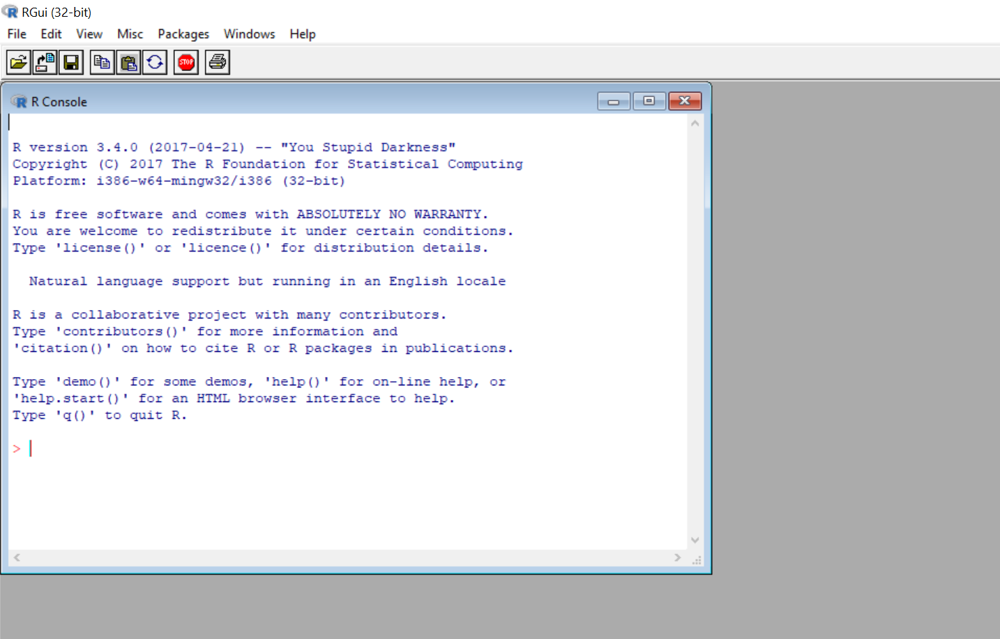 RGui (32-bit)
File Edit View Misc Packages Windows Help
STOP
R Console
R version 3.4.0 (2017-04-21) -- "You Stupid Darkness"
Copyright (C) 2017 The R Foundation for Statistical Computing
Platform: i386-w64-mingw32/i386 (32-bit)
R is free software and comes with ABSOLUTELY NO WARRANTY.
You are welcome to redistribute it under certain conditions.
Type 'license()' or 'licence()' for distribution details.
Natural language support but running in an English locale
R is a collaborative project with many contributors.
Type 'contributors()' for more information and
'citation()' on how to cite R or R packages in publications.
Type 'demo()' for some demos, 'help()' for on-line help, or
'help.start()' for an HTML browser interface to help.
Type 'q()' to quit R.
>